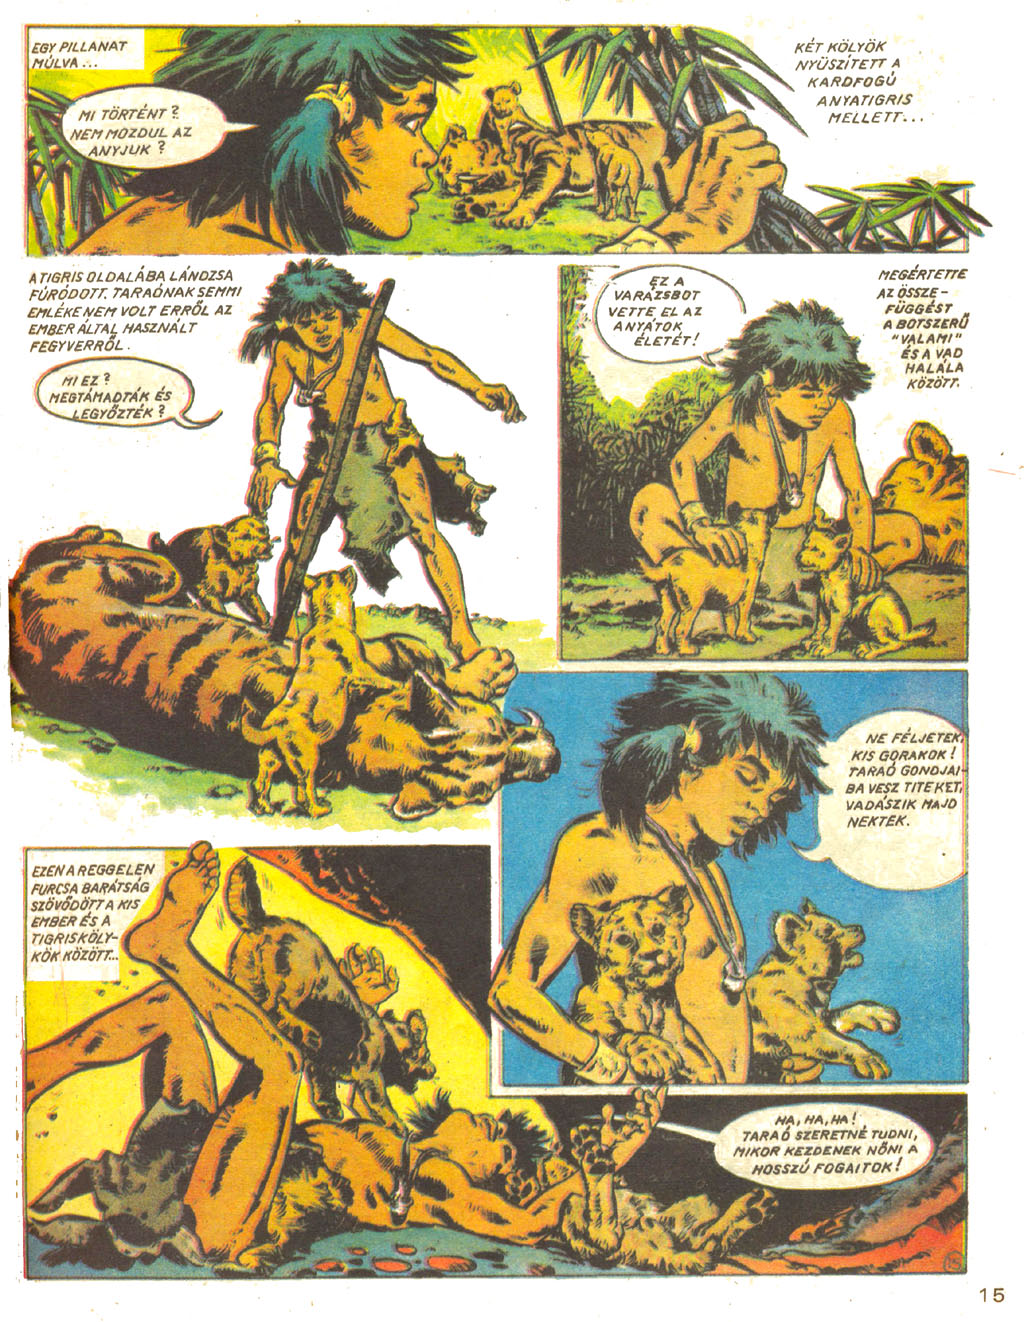 EGY PILLANAT
MÚLVA...
MI TÖRTÉNT?
NEM MOZDUL AZ
ANYJUK?
KÉT KÖLYÖK
NYÜSZÍTETT A
KARDFOGÚ
ANYATIGRIS
MELLETT...
A TIGRIS OLDALÁBA LÁNDZSA
FÚRÓDOTT. TARAÓNAK SEMMI
EMLÉKE NEM VOLT ERRŐL AZ
EMBER ÁLTAL HASZNÁLT
FEGYVERRŐL.
MI EZ?
MEGTÁMADTÁK ÉS
LEGYŐZTÉK?
EZ A
VARÁZSBOT
VETTE EL AZ
ANYÁTOK
ÉLETÉT!
MEGÉRTETTE
AZ ÖSSZE-
FÜGGÉST
A BOTSZERŰ
"VALAMI"
ÉS A VAD
HALÁLA
KÖZÖTT.
NE FÉLJETEK,
KIS GORAKOK!
TARAÓ GONDJAI-
BA VESZ TITEKET,
VADÁSZIK MAJD
NEKTEK.
EZEN A REGGELEN
FURCSA BARÁTSÁG
SZÖVŐDÖTT A KIS
EMBER ÉS A
TIGRISKÖLY-
KÖK KÖZÖTT...
HA, HA, HA!
TARAÓ SZERETNÉ TUDNI,
MIKOR KEZDENEK NŐNI A
HOSSZÚ FOGAITOK!
15